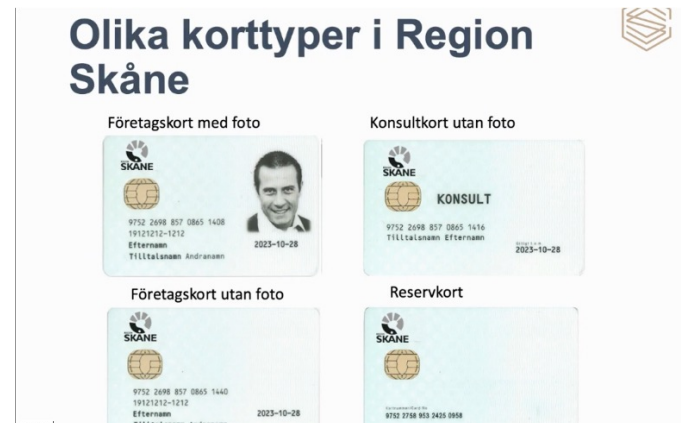 Olika korttyper i Region
Skåne
Företagskort med foto
SKÅNE
9752 2698 857 0865 1408
19121212-1212
Efternamn
2023-10-28
Tilltalsnamn Andranamn
Konsultkort utan foto
SKÅNE
KONSULT
9752 2698 857 0865 1416
Tilltalsnamn Efternamn
2023-10-28
Företagskort utan foto
SKÅNE
9752 2698 857 0865 1440
19121212-1212
Efternamn
2023-10-28
Reservkort
SKÅNE
9752 2758 953 2425 0958